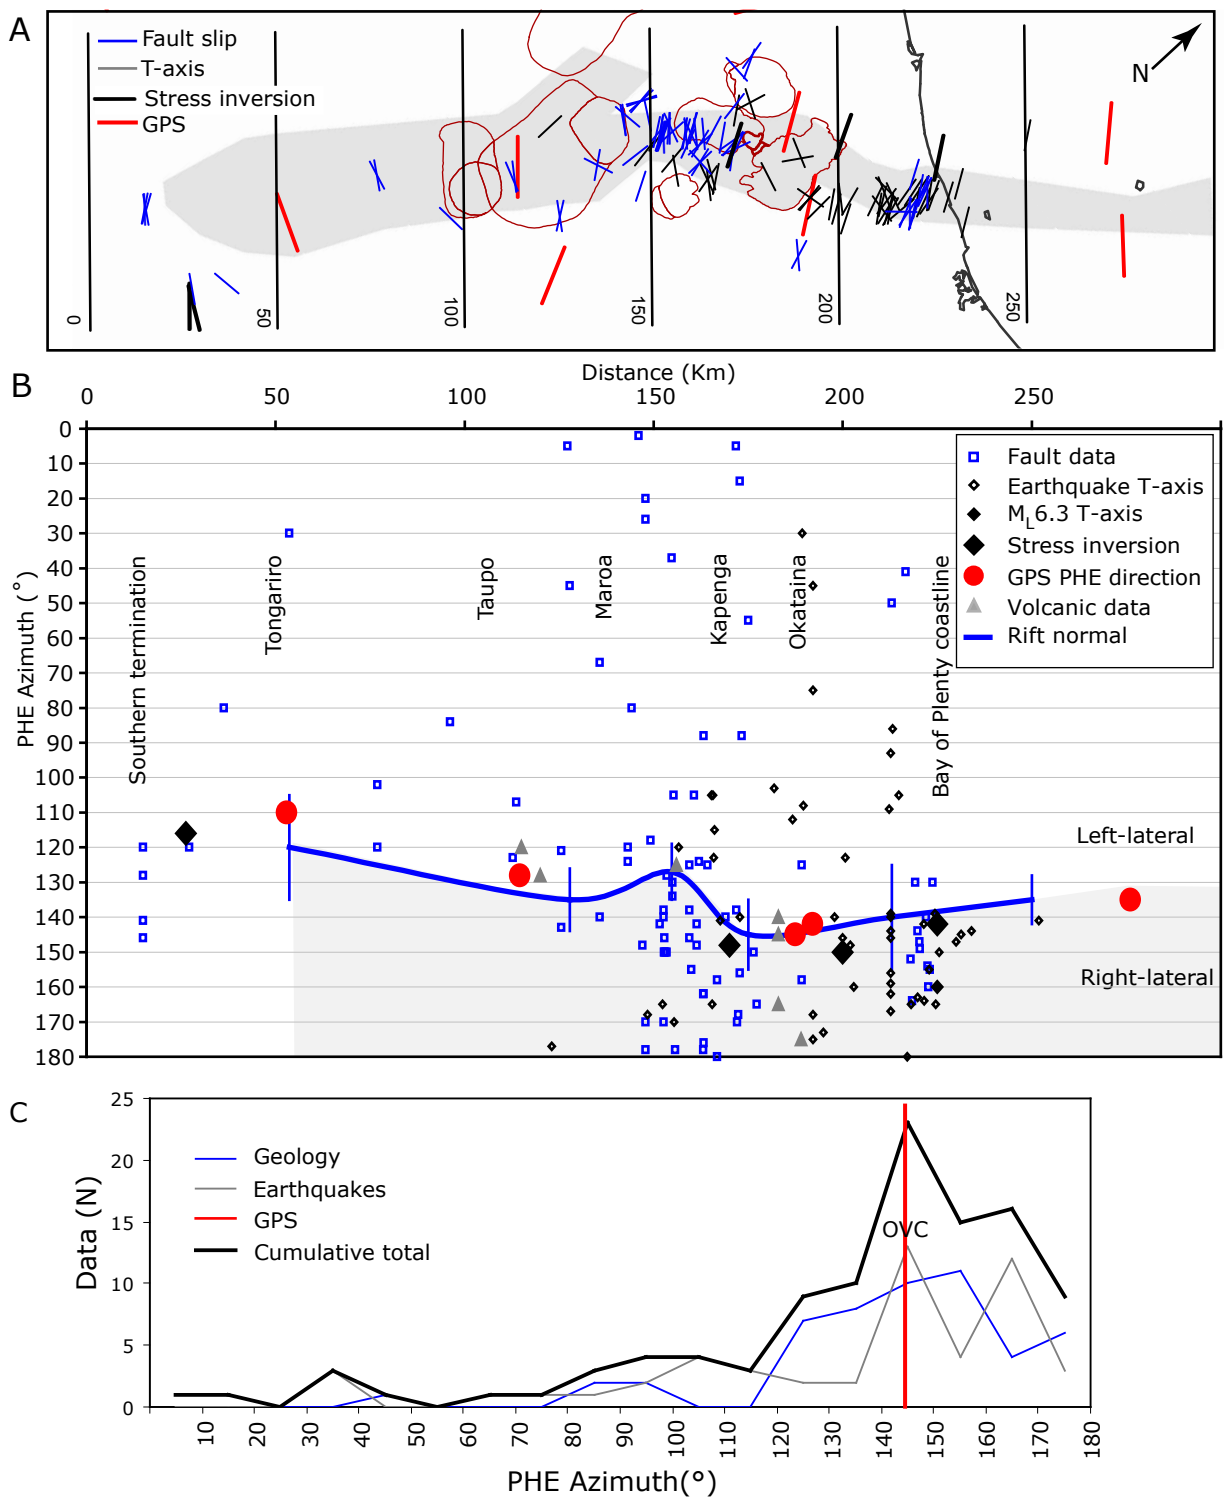 A
Fault slip
T-axis
Stress inversion
GPS
N
0
50
100
150
200
250
B
Distance (Km)
0 50 100 150 200 250
PHE Azimuth (°)
0
10
20
30
40
50
60
70
80
90
100
110
120
130
140
150
160
170
180
Southern termination
Tongariro
Taupo
Maroa
Kapenga
Okataina
Bay of Plenty coastline
Fault data
Earthquake T-axis
ML6.3 T-axis
Stress inversion
GPS PHE direction
Volcanic data
Rift normal
Left-lateral
Right-lateral
C
Data (N)
25
20
15
10
5
0
Geology
Earthquakes
GPS
Cumulative total
OVC
10 20 30 40 50 60 70 80 90 100 110 120 130 140 150 160 170 180
PHE Azimuth(°)